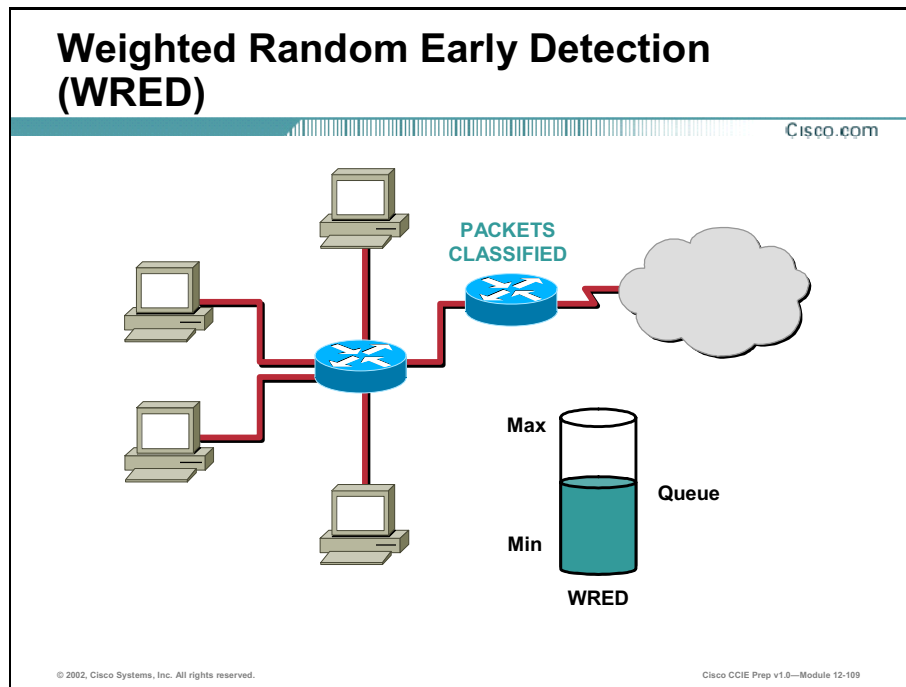 Weighted Random Early Detection
(WRED)
Cisco.com
PACKETS
CLASSIFIED
Max
Queue
Min
WRED
© 2002, Cisco Systems, Inc. All rights reserved.
Cisco CCIE Prep v1.0—Module 12-109